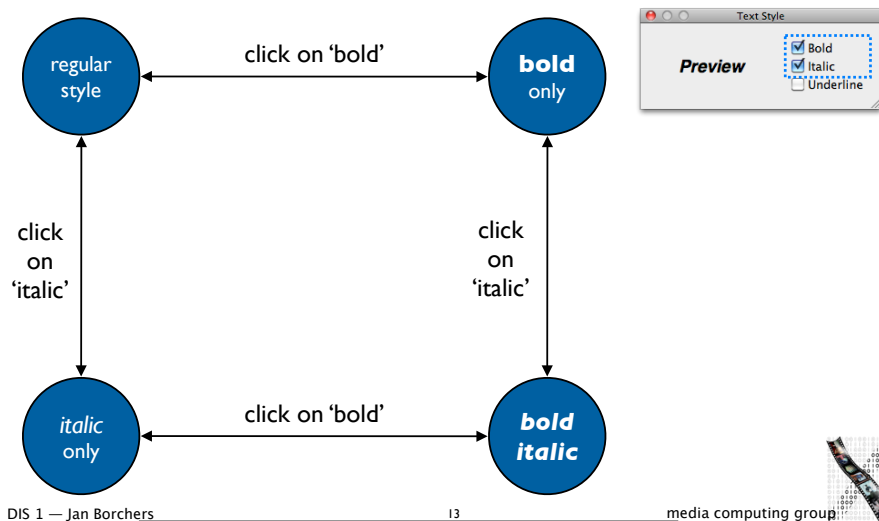 regular
style
click on ‘bold’
bold
only
Text Style
Preview
Bold
Italic
Underline
click
on
‘italic’
click
on
‘italic’
italic
only
click on ‘bold’
bold
italic
DIS 1 — Jan Borchers
13
media computing group